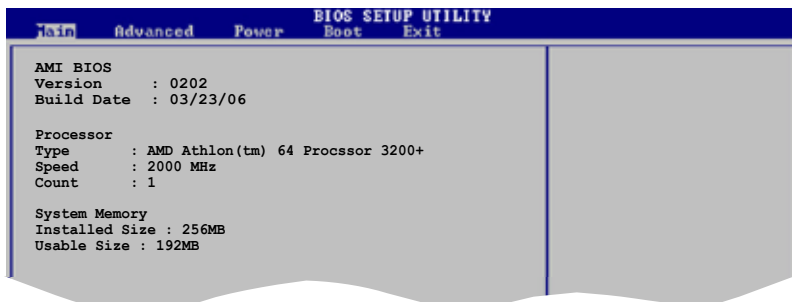 BIOS SETUP UTILITY
Main Advanced Power Boot Exit
AMI BIOS
Version : 0202
Build Date : 03/23/06
Processor
Type : AMD Athlon(tm) 64 Procssor 3200+
Speed : 2000 MHz
Count : 1
System Memory
Installed Size : 256MB
Usable Size : 192MB